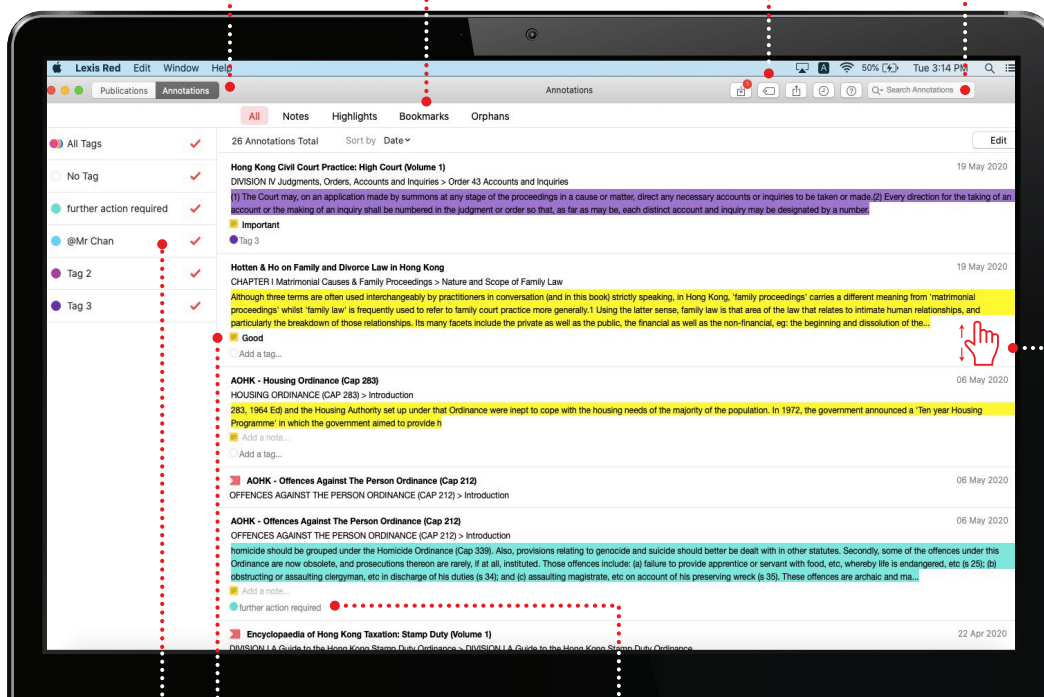 Lexis Red Edit Window Help
A 50% Tue 3:14 PM
Publications Annotations
Annotations
1
Search Annotations
All Notes Highlights Bookmarks Orphans
All Tags
No Tag
further action required
@Mr Chan
Tag 2
Tag 3
26 Annotations Total Sort by Date
Edit
Hong Kong Civil Court Practice: High Court (Volume 1)
19 May 2020
DIVISION IV Judgments, Orders, Accounts and Inquiries > Order 43 Accounts and Inquiries
(1) The Court may, on an application made by summons at any stage of the proceedings in a cause or matter, direct any necessary accounts or inquiries to be taken or made.(2) Every direction for the taking of an
account or the making of an inquiry shall be numbered in the judgment or order so that, as far as may be, each distinct account and inquiry may be designated by a number.
Important
Tag 3
Hotten & Ho on Family and Divorce Law in Hong Kong
19 May 2020
CHAPTER I Matrimonial Causes & Family Proceedings > Nature and Scope of Family Law
Although three terms are often used interchangeably by practitioners in conversation (and in this book) strictly speaking, in Hong Kong, 'family proceedings' carries a different meaning from 'matrimonial
proceedings' whilst 'family law' is frequently used to refer to family court practice more generally.1 Using the latter sense, family law is that area of the law that relates to intimate human relationships, and
particularly the breakdown of those relationships. Its many facets include the private as well as the public, the financial as well as the non-financial, eg: the beginning and dissolution of the...
Good
Add a tag...
AOHK - Housing Ordinance (Cap 283)
06 May 2020
HOUSING ORDINANCE (CAP 283) > Introduction
283, 1964 Ed) and the Housing Authority set up under that Ordinance were inept to cope with the housing needs of the majority of the population. In 1972, the government announced a 'Ten year Housing
Programme' in which the government aimed to provide h
Add a note...
Add a tag...
AOHK - Offences Against The Person Ordinance (Cap 212)
06 May 2020
OFFENCES AGAINST THE PERSON ORDINANCE (CAP 212) > Introduction
AOHK - Offences Against The Person Ordinance (Cap 212)
06 May 2020
OFFENCES AGAINST THE PERSON ORDINANCE (CAP 212) > Introduction
homicide should be grouped under the Homicide Ordinance (Cap 339). Also, provisions relating to genocide and suicide should better be dealt with in other statutes. Secondly, some of the offences under this
Ordinance are now obsolete, and prosecutions thereon are rarely, if at all, instituted. Those offences include: (a) failure to provide apprentice or servant with food, etc, whereby life is endangered, etc (s 25); (b)
obstructing or assaulting clergyman, etc in discharge of his duties (s 34); and (c) assaulting magistrate, etc on account of his preserving wreck (s 35). These offences are archaic and ma...
Add a note...
further action required
Encyclopaedia of Hong Kong Taxation: Stamp Duty (Volume 1)
22 Apr 2020
DIVISION I A Guide to the Hong Kong Stamp Duty Ordinance > DIVISION I A Guide to the Hong Kong Stamp Duty Ordinance